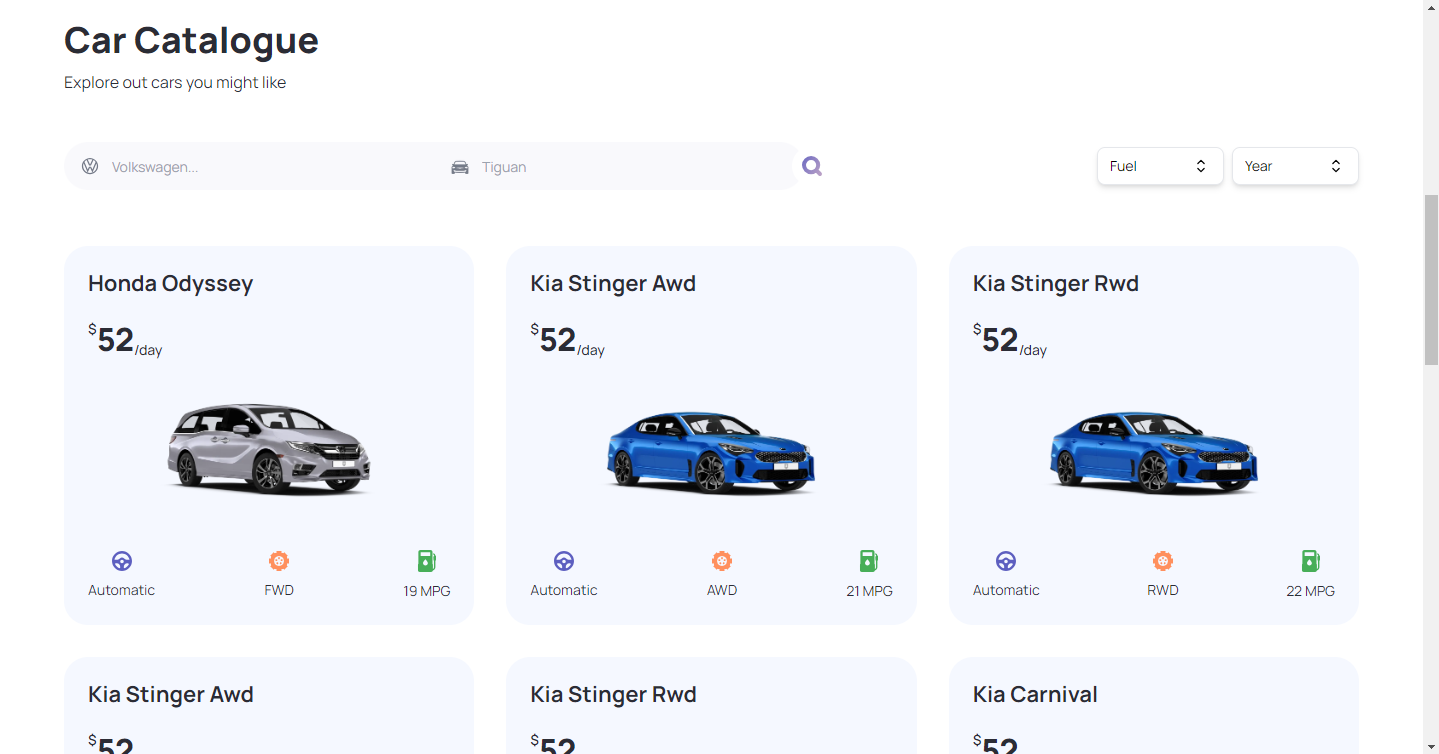 Car Catalogue
Explore out cars you might like
Volkswagen... Tiguan Fuel Year
Honda Odyssey
$52/day
Automatic FWD 19 MPG
Kia Stinger Awd
$52/day
Automatic AWD 21 MPG
Kia Stinger Rwd
$52/day
Automatic RWD 22 MPG
Kia Stinger Awd
$52
Kia Stinger Rwd
$52
Kia Carnival
$52